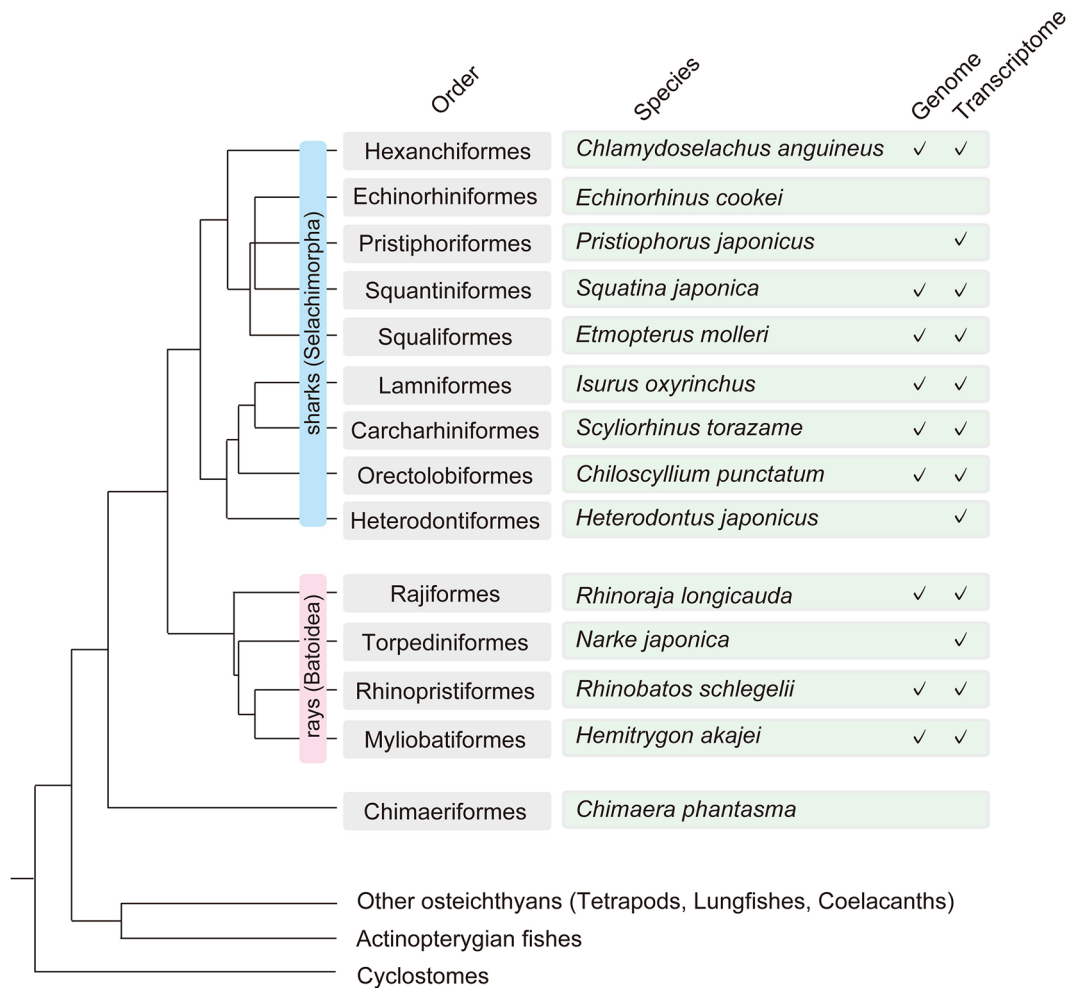 Order Species Genome Transcriptome
Hexanchiformes Chlamydoselachus anguineus ✓ ✓
Echinorhiniformes Echinorhinus cookei
Pristiphoriformes Pristiophorus japonicus ✓
Squantiniformes Squatina japonica ✓ ✓
Squaliformes Etmopterus molleri ✓ ✓
Lamniformes Isurus oxyrinchus ✓ ✓
Carcharhiniformes Scyliorhinus torazame ✓ ✓
Orectolobiformes Chiloscyllium punctatum ✓ ✓
Heterodontiformes Heterodontus japonicus ✓
sharks (Selachimorpha)
Rajiformes Rhinoraja longicauda ✓ ✓
Torpediniformes Narke japonica ✓
Rhinopristiformes Rhinobatos schlegelii ✓ ✓
Myliobatiformes Hemitrygon akajei ✓ ✓
rays (Batoidea)
Chimaeriformes Chimaera phantasma
Other osteichthyans (Tetrapods, Lungfishes, Coelacanths)
Actinopterygian fishes
Cyclostomes